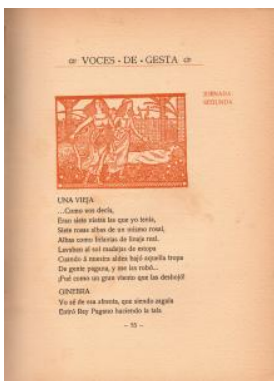 VOCES · DE · GESTA
JORNADA
SEGUNDA
UNA VIEJA
...Como vos decía,
Eran siete nietas las que yo tenía,
Siete rosas albas de un mismo rosal,
Albas como de linaje real.
Lavaban al sol madejas de estopa
Cuando á nuestra aldea bajó aquella tropa
De gente pagana, y me las robó...
¡Fué como un gran viento que las deshojó!
GINEBRA
Yo sé de esa afrenta, que siendo zagala
Entró Rey Pagano haciendo la tala
— 55 —